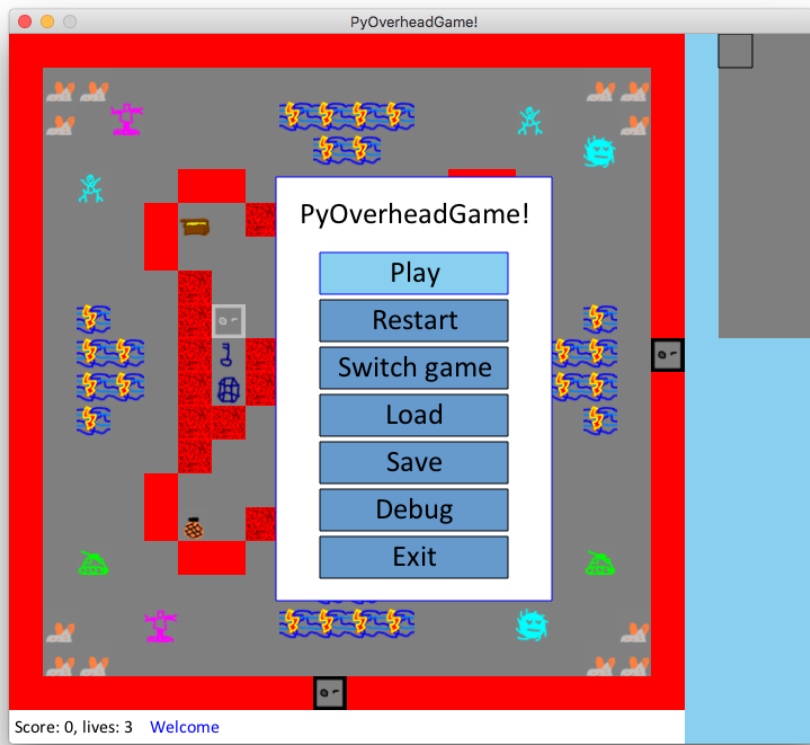 PyOverheadGame!
PyOverheadGame!
Play
Restart
Switch game
Load
Save
Debug
Exit
Score: 0, lives: 3 Welcome